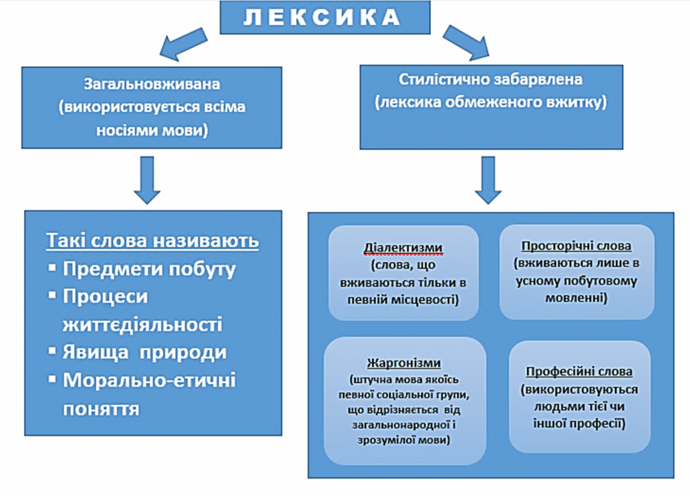 ЛЕКСИКА
Загальновживана
(використовується всіма
носіями мови)
Стилістично забарвлена
(лексика обмеженого вжитку)
Такі слова називають
▪ Предмети побуту
▪ Процеси
життєдіяльності
▪ Явища природи
▪ Морально-етичні
поняття
Діалектизми
(слова, що
вживаються тільки в
певній місцевості)
Просторічні слова
(вживаються лише в
усному побутовому
мовленні)
Жаргонізми
(штучна мова якоїсь
певної соціальної групи,
що відрізняється від
загальнонародної і
зрозумілої мови)
Професійні слова
(використовуються
людьми тієї чи
іншої професії)